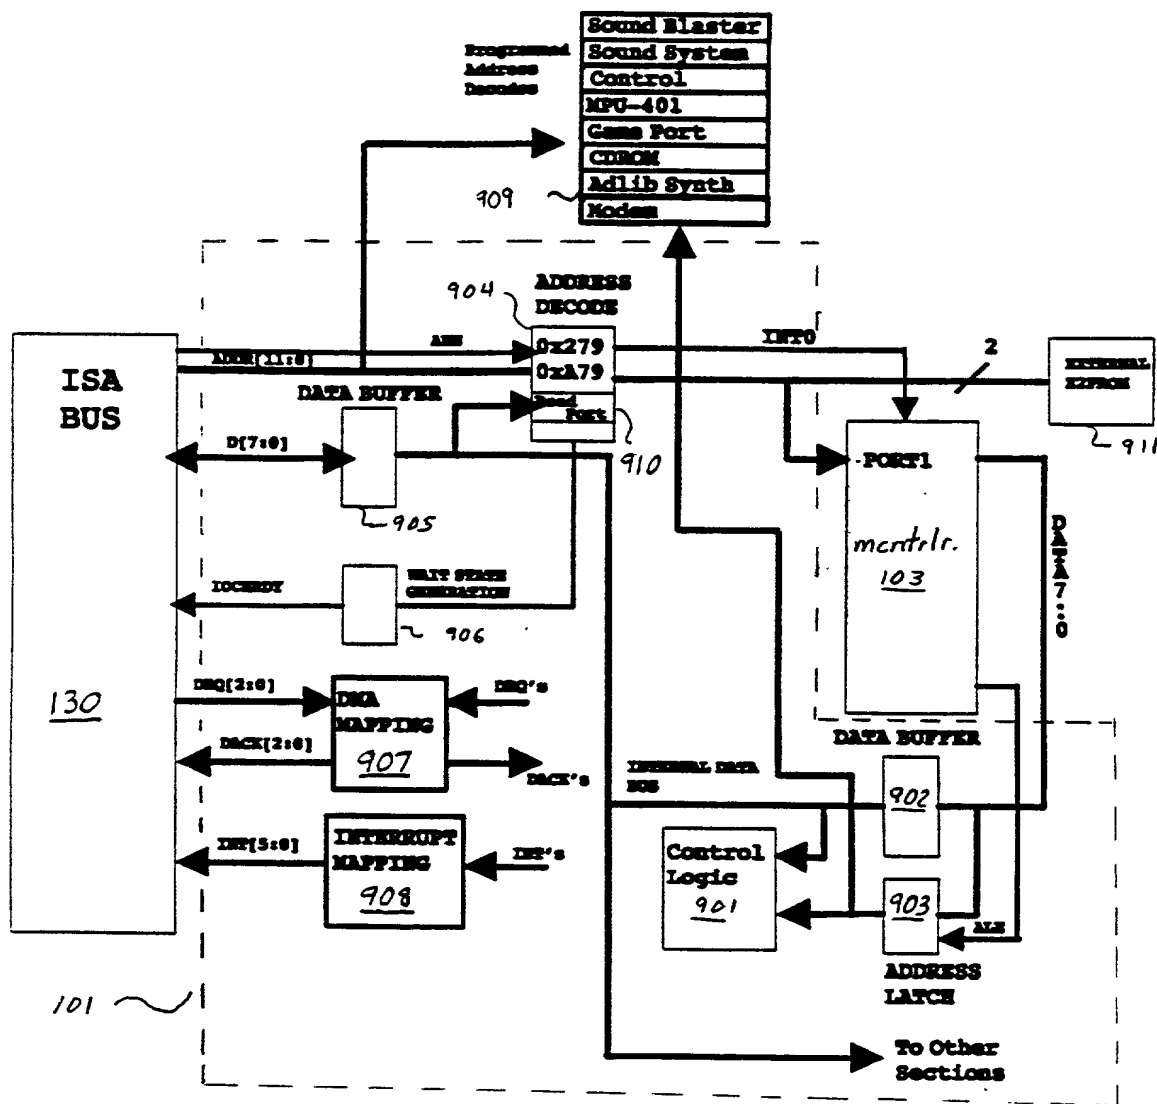 Sound Blaster
Programmed
Address
Decodes
Sound System
Control
MPU-401
Game Port
CDROM
Adlib Synth
Modem
909
904
ADDRESS
DECODE
ISA
BUS
AEN
ADDR[11:0]
0x279
0xA79
INT0
2
EXTERNAL
E2PROM
911
DATA BUFFER
Read
Port
910
D[7:0]
905
-PORT1
mcntrlr.
103
DATA7::0
IOCHRDY
WAIT STATE
GENERATION
906
130
DRQ[2:0]
DMA
MAPPING
907
DRQ's
DACK[2:0]
DACK's
INTERNAL DATA
BUS
DATA BUFFER
902
INT[5:0]
INTERRUPT
MAPPING
908
INT's
Control
Logic
901
903
ALE
ADDRESS
LATCH
101
To Other
Sections